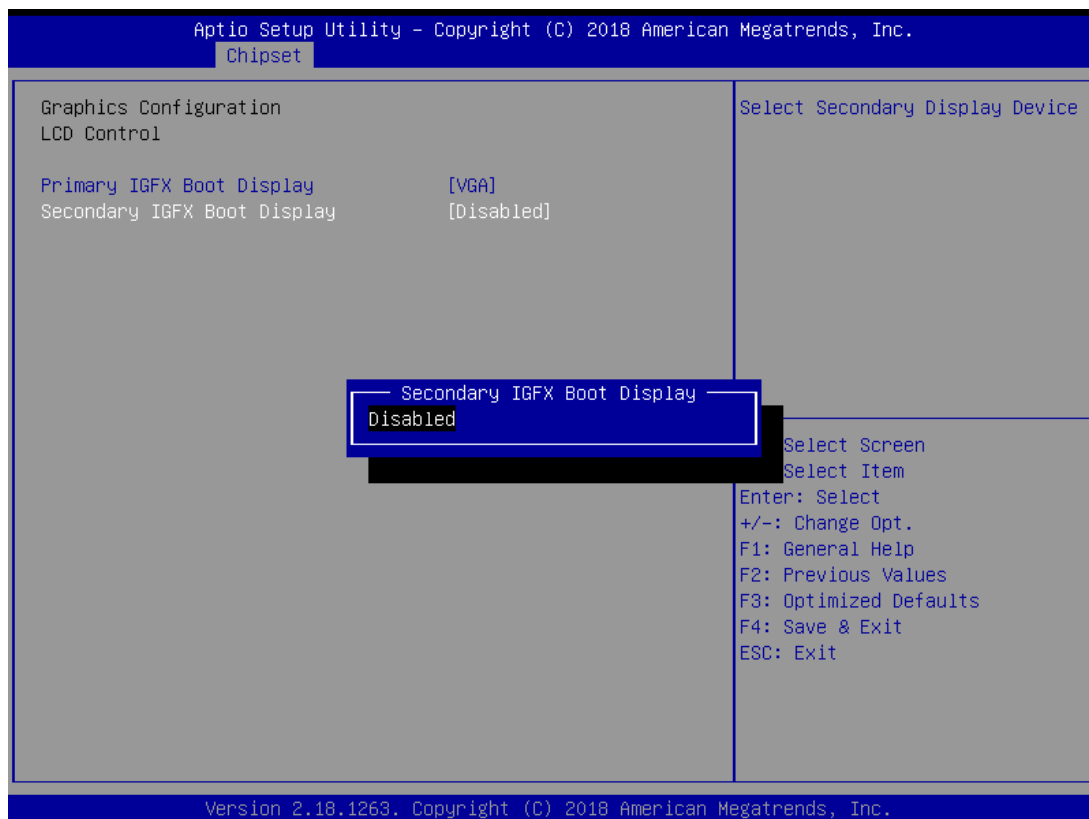 Aptio Setup Utility – Copyright (C) 2018 American Megatrends, Inc.
Chipset
Graphics Configuration
LCD Control
Primary IGFX Boot Display [VGA]
Secondary IGFX Boot Display [Disabled]
Select Secondary Display Device
Secondary IGFX Boot Display
Disabled
Select Screen
Select Item
Enter: Select
+/-: Change Opt.
F1: General Help
F2: Previous Values
F3: Optimized Defaults
F4: Save & Exit
ESC: Exit
Version 2.18.1263. Copyright (C) 2018 American Megatrends, Inc.